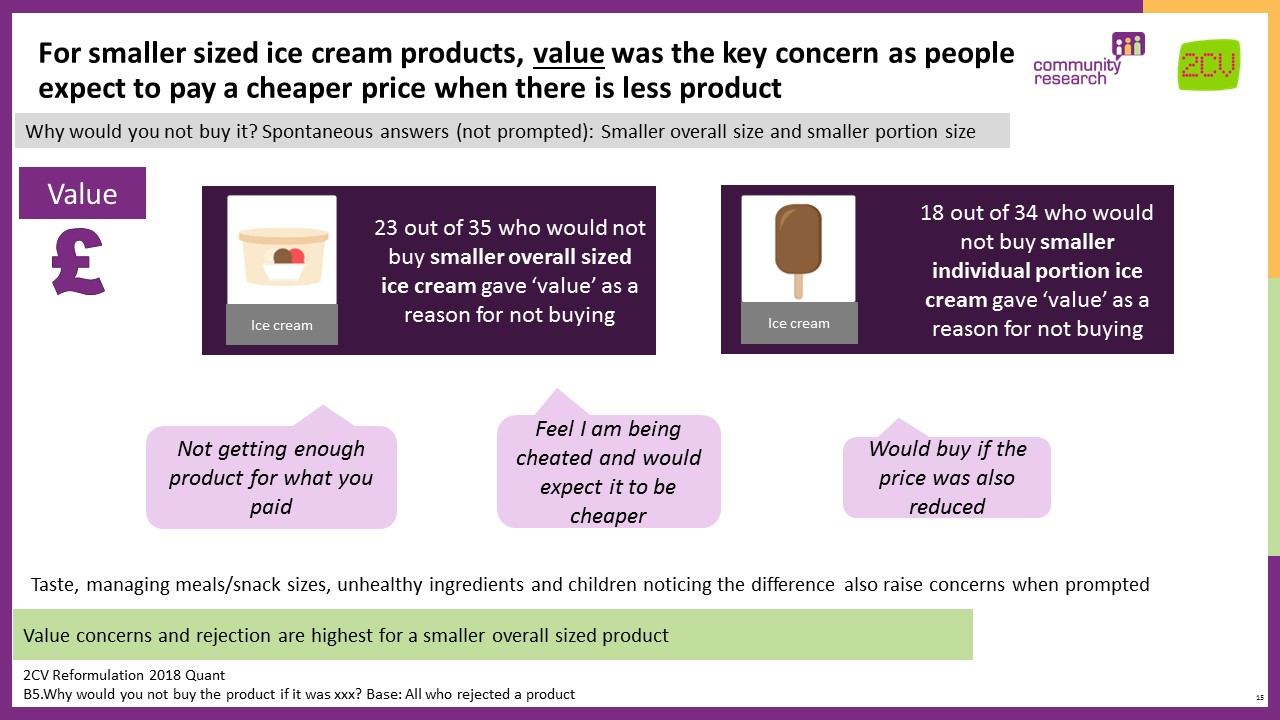 For smaller sized ice cream products, value was the key concern as people
expect to pay a cheaper price when there is less product
community
research
2CV
Why would you not buy it? Spontaneous answers (not prompted): Smaller overall size and smaller portion size
Value
£
23 out of 35 who would not
buy smaller overall sized
ice cream gave ‘value’ as a
reason for not buying
Ice cream
18 out of 34 who would
not buy smaller
individual portion ice
cream gave ‘value’ as a
reason for not buying
Ice cream
Not getting enough
product for what you
paid
Feel I am being
cheated and would
expect it to be
cheaper
Would buy if the
price was also
reduced
Taste, managing meals/snack sizes, unhealthy ingredients and children noticing the difference also raise concerns when prompted
Value concerns and rejection are highest for a smaller overall sized product
2CV Reformulation 2018 Quant
B5.Why would you not buy the product if it was xxx? Base: All who rejected a product
15